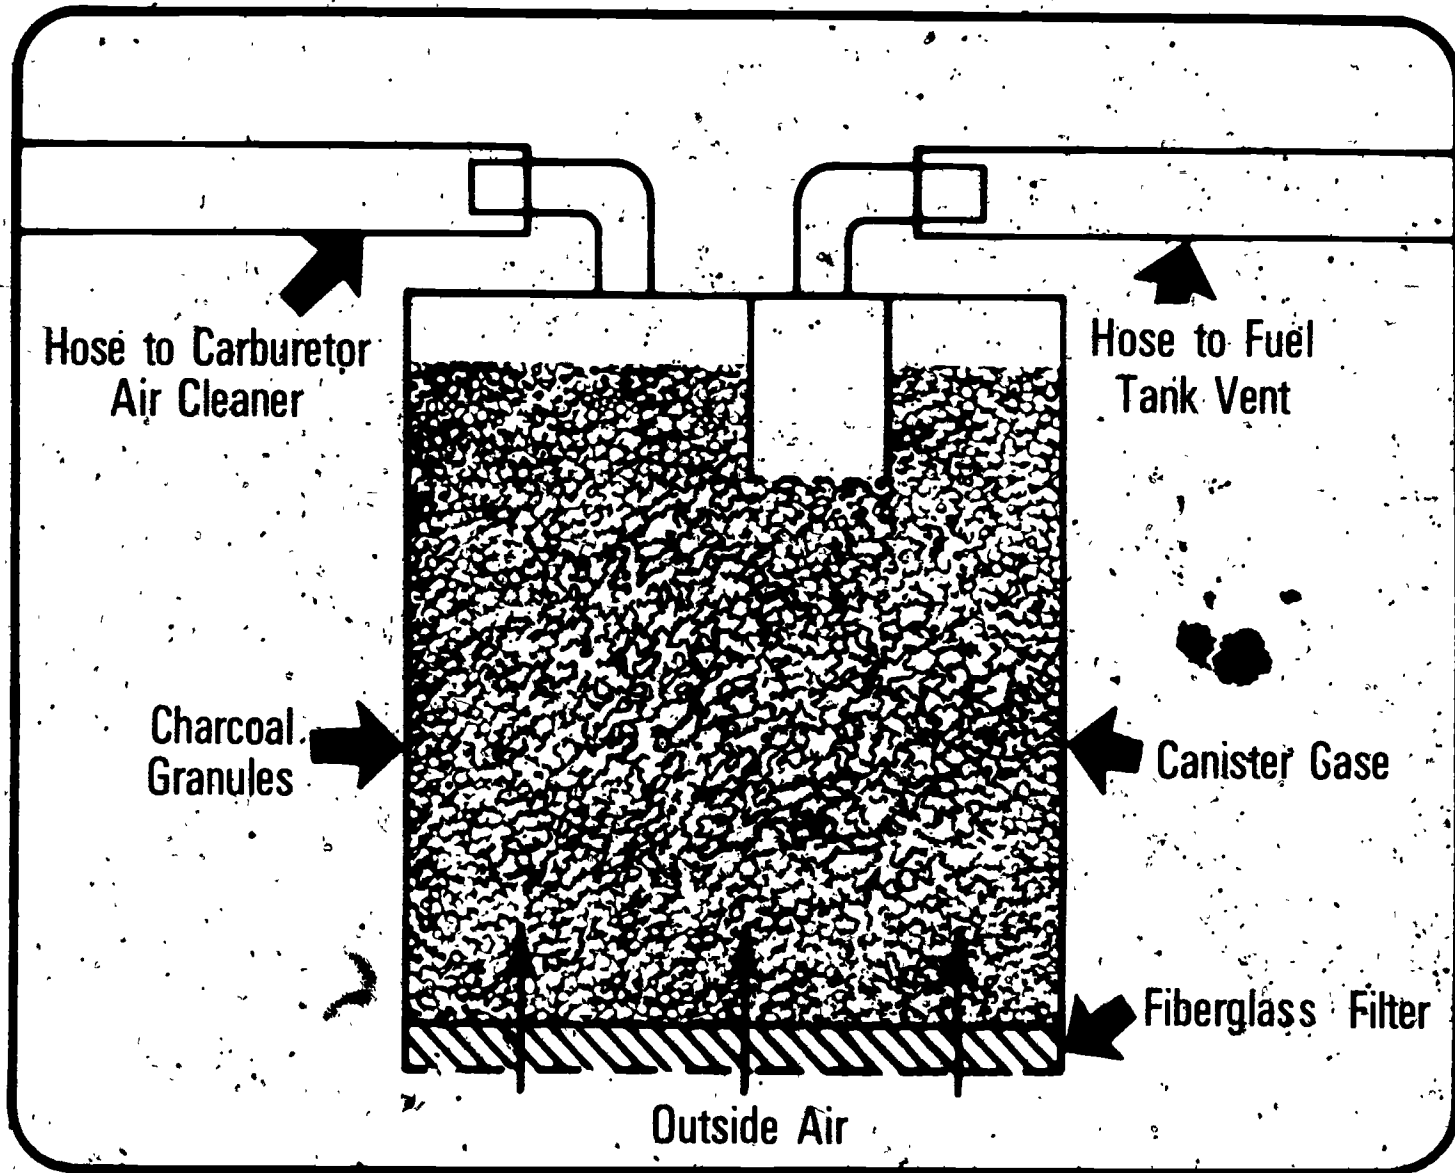 Hose to Carburetor
Air Cleaner
Hose to Fuel
Tank Vent
Charcoal
Granules
Canister Gase
Fiberglass Filter
Outside Air